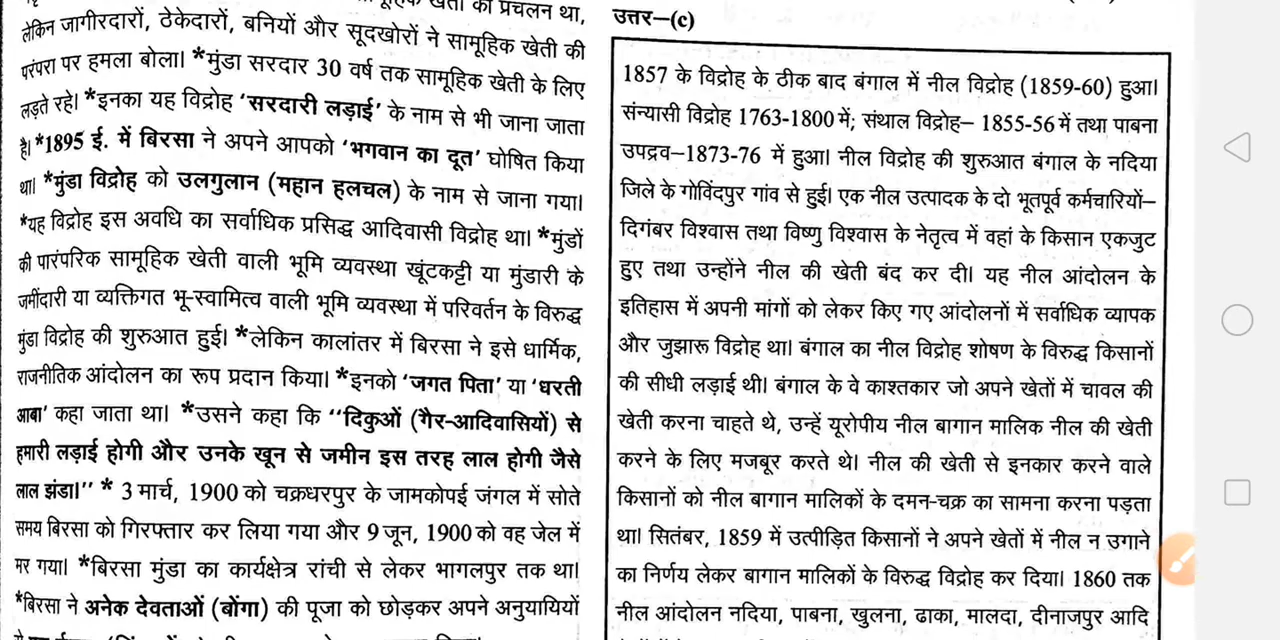 का प्रचलन था,
लेकिन जागीरदारों, ठेकेदारों, बनियों और सूदखोरों ने सामूहिक खेती की
परंपरा पर हमला बोला। *मुंडा सरदार 30 वर्ष तक सामूहिक खेती के लिए
लड़ते रहे। *इनका यह विद्रोह ‘सरदारी लड़ाई’ के नाम से भी जाना जाता
है। *1895 ई. में बिरसा ने अपने आपको ‘भगवान का दूत’ घोषित किया
था। *मुंडा विद्रोह को उलगुलान (महान हलचल) के नाम से जाना गया।
*यह विद्रोह इस अवधि का सर्वाधिक प्रसिद्ध आदिवासी विद्रोह था। *मुंडों
की पारंपरिक सामूहिक खेती वाली भूमि व्यवस्था खूंटकट्टी या मुंडारी के
जमींदारी या व्यक्तिगत भू-स्वामित्व वाली भूमि व्यवस्था में परिवर्तन के विरुद्ध
मुंडा विद्रोह की शुरुआत हुई। *लेकिन कालांतर में बिरसा ने इसे धार्मिक,
राजनीतिक आंदोलन का रूप प्रदान किया। *इनको ‘जगत पिता’ या ‘धरती
आबा’ कहा जाता था। *उसने कहा कि ‘‘दिकुओं (गैर-आदिवासियों) से
हमारी लड़ाई होगी और उनके खून से जमीन इस तरह लाल होगी जैसे
लाल झंडा।’’ * 3 मार्च, 1900 को चक्रधरपुर के जामकोपई जंगल में सोते
समय बिरसा को गिरफ्तार कर लिया गया और 9 जून, 1900 को वह जेल में
मर गया। *बिरसा मुंडा का कार्यक्षेत्र रांची से लेकर भागलपुर तक था।
*बिरसा ने अनेक देवताओं (बोंगा) की पूजा को छोड़कर अपने अनुयायियों
उत्तर–(c)
1857 के विद्रोह के ठीक बाद बंगाल में नील विद्रोह (1859-60) हुआ।
संन्यासी विद्रोह 1763-1800 में; संथाल विद्रोह– 1855-56 में तथा पाबना
उपद्रव–1873-76 में हुआ। नील विद्रोह की शुरुआत बंगाल के नदिया
जिले के गोविंदपुर गांव से हुई। एक नील उत्पादक के दो भूतपूर्व कर्मचारियों–
दिगंबर विश्वास तथा विष्णु विश्वास के नेतृत्व में वहां के किसान एकजुट
हुए तथा उन्होंने नील की खेती बंद कर दी। यह नील आंदोलन के
इतिहास में अपनी मांगों को लेकर किए गए आंदोलनों में सर्वाधिक व्यापक
और जुझारू विद्रोह था। बंगाल का नील विद्रोह शोषण के विरुद्ध किसानों
की सीधी लड़ाई थी। बंगाल के वे काश्तकार जो अपने खेतों में चावल की
खेती करना चाहते थे, उन्हें यूरोपीय नील बागान मालिक नील की खेती
करने के लिए मजबूर करते थे। नील की खेती से इनकार करने वाले
किसानों को नील बागान मालिकों के दमन-चक्र का सामना करना पड़ता
था। सितंबर, 1859 में उत्पीड़ित किसानों ने अपने खेतों में नील न उगाने
का निर्णय लेकर बागान मालिकों के विरुद्ध विद्रोह कर दिया। 1860 तक
नील आंदोलन नदिया, पाबना, खुलना, ढाका, मालदा, दीनाजपुर आदि